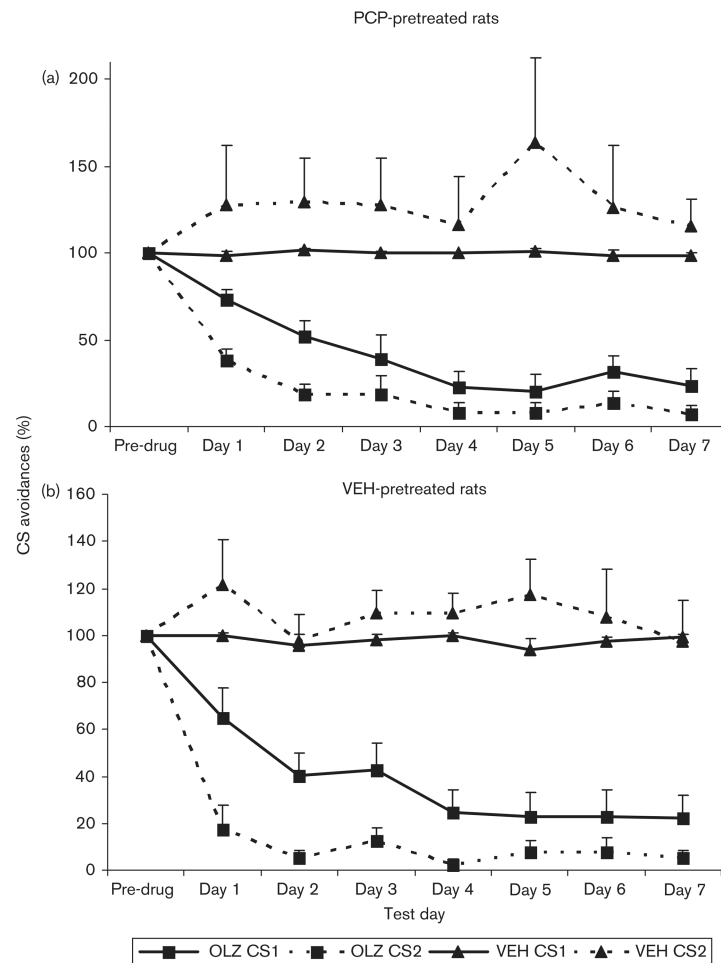 PCP-pretreated rats
(a)
200
150
100
50
0
Pre-drug Day 1 Day 2 Day 3 Day 4 Day 5 Day 6 Day 7
CS avoidances (%)
(b)
VEH-pretreated rats
160
140
120
100
80
60
40
20
0
Pre-drug Day 1 Day 2 Day 3 Day 4 Day 5 Day 6 Day 7
Test day
OLZ CS1 OLZ CS2 VEH CS1 VEH CS2